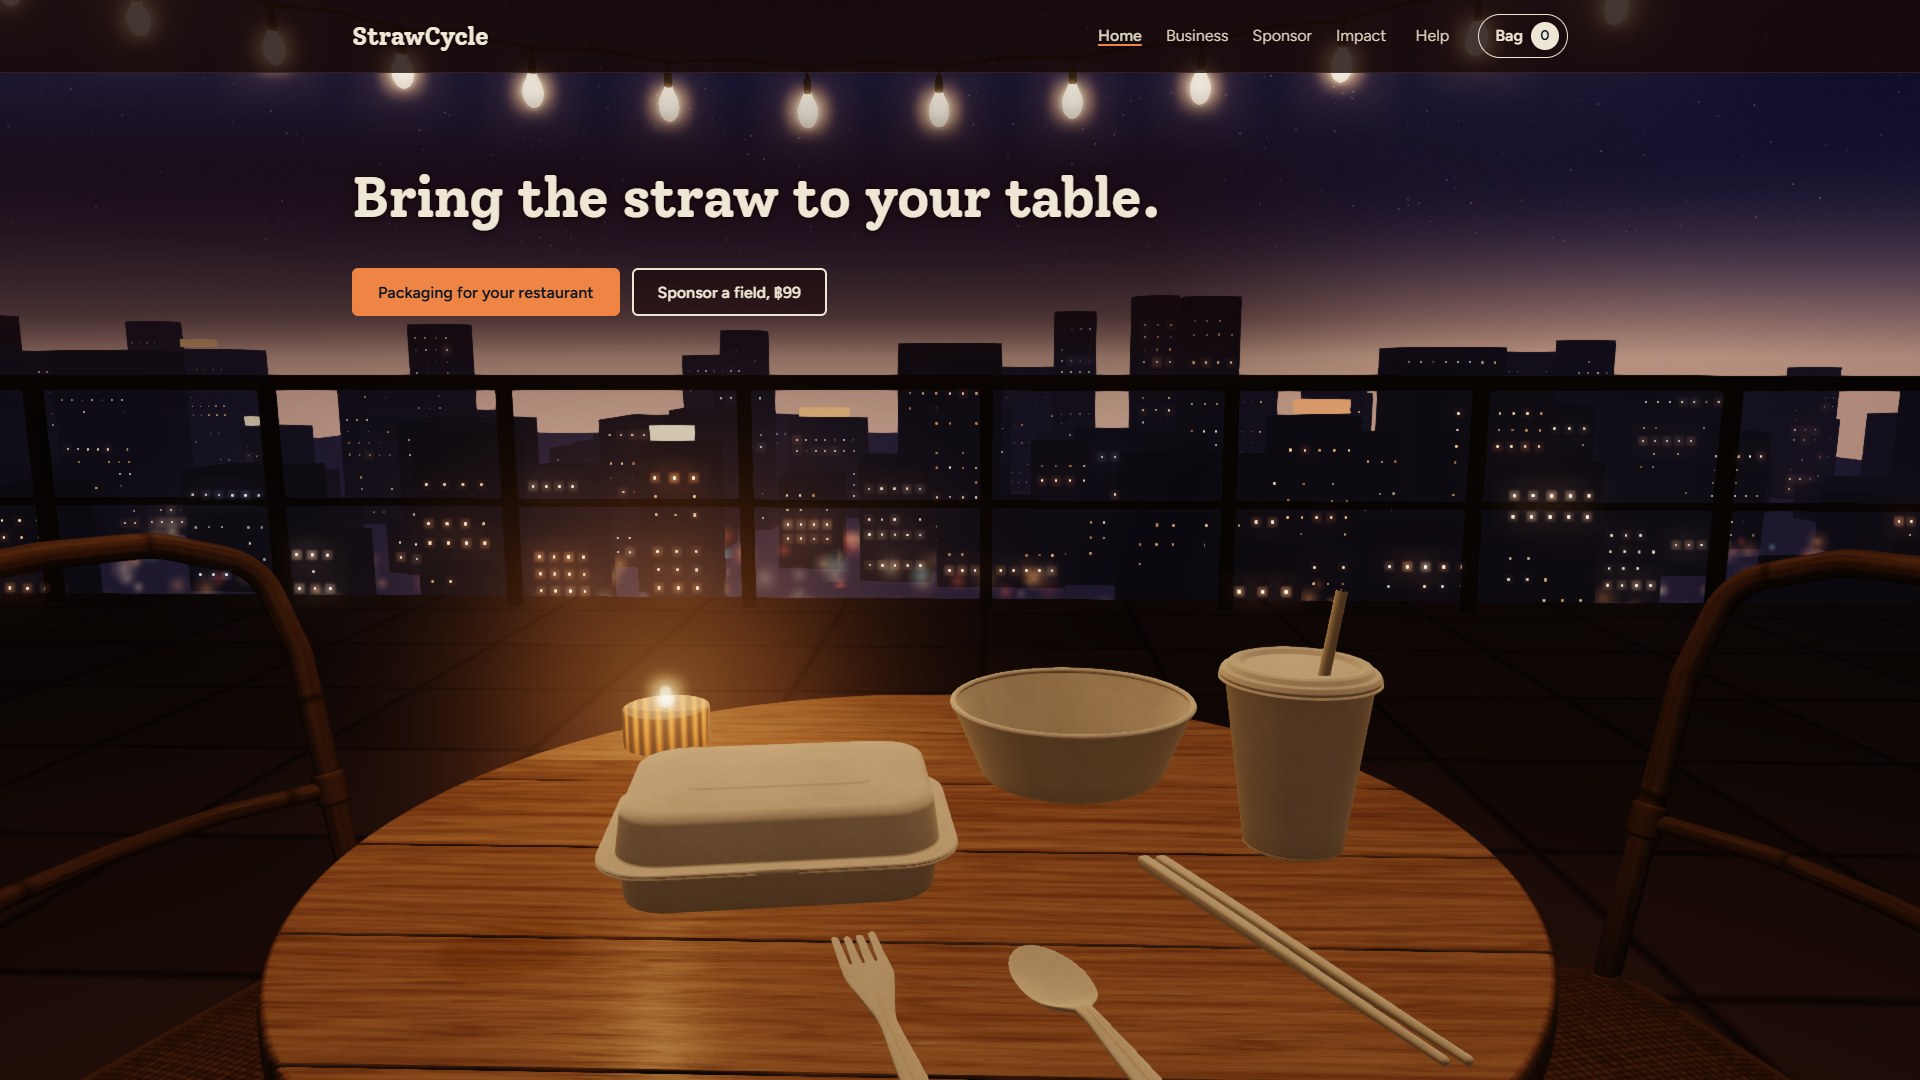 StrawCycle
Home Business Sponsor Impact Help Bag 0
Bring the straw to your table.
Packaging for your restaurant
Sponsor a field, ฿99